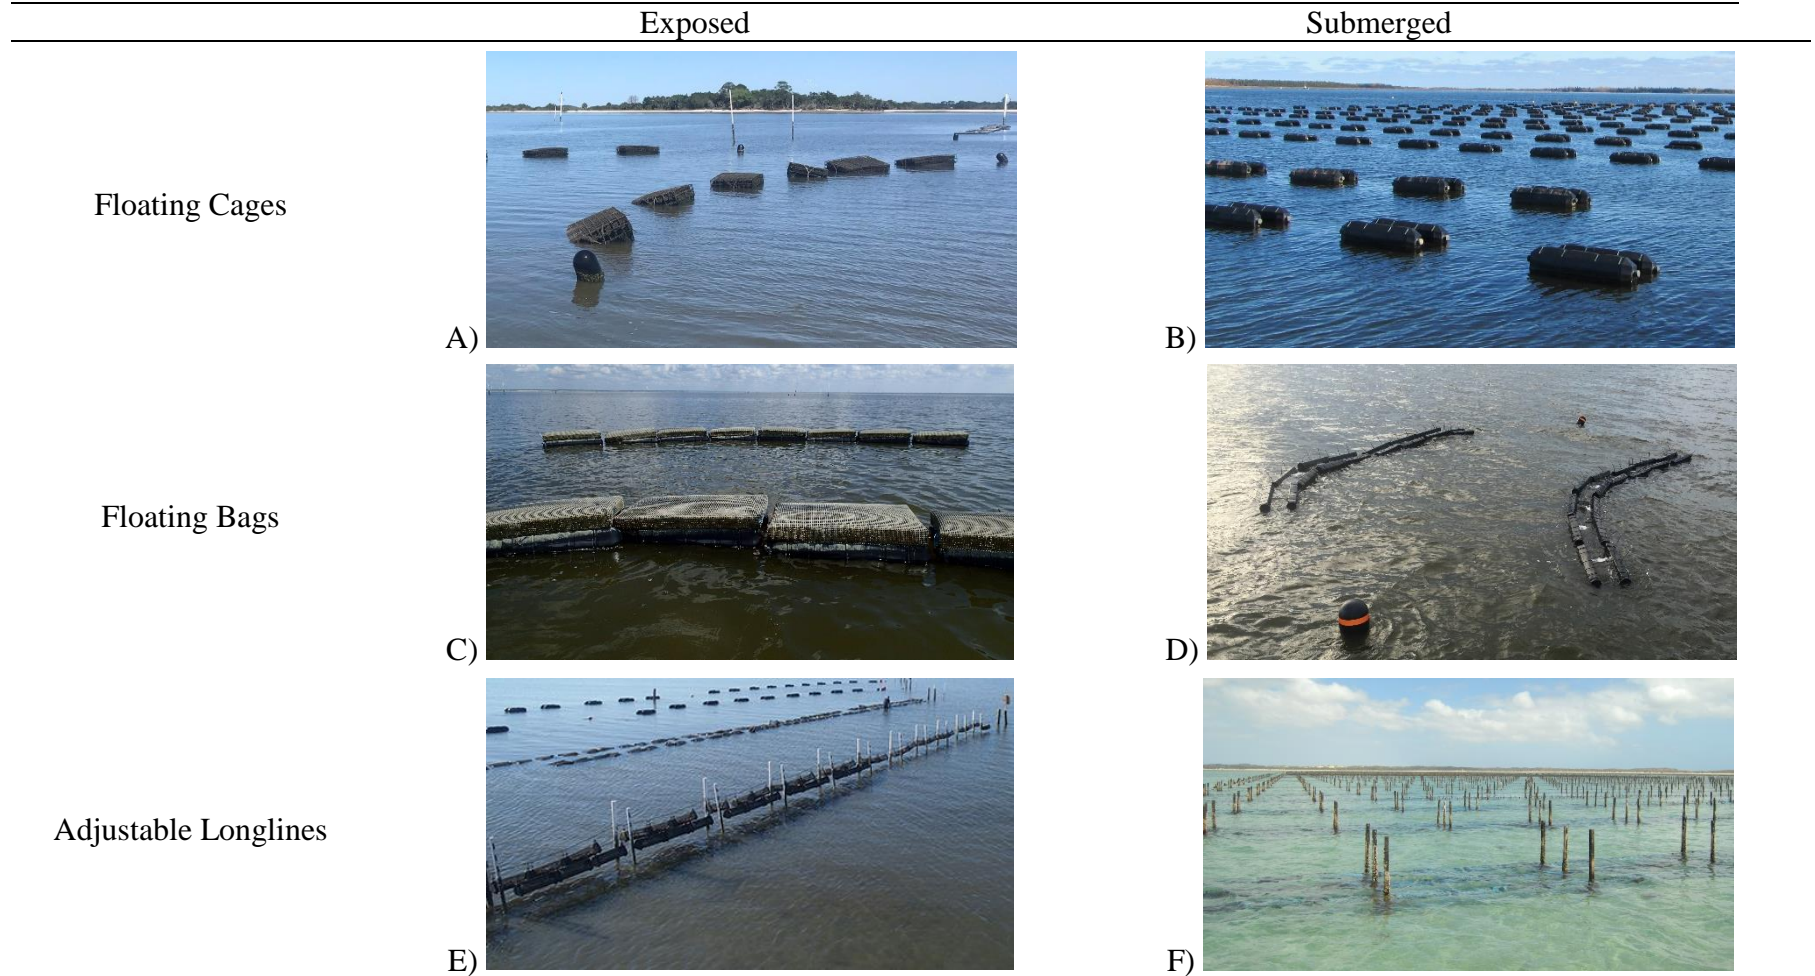 Exposed Submerged
Floating Cages
A) B)
Floating Bags
C) D)
Adjustable Longlines
E) F)